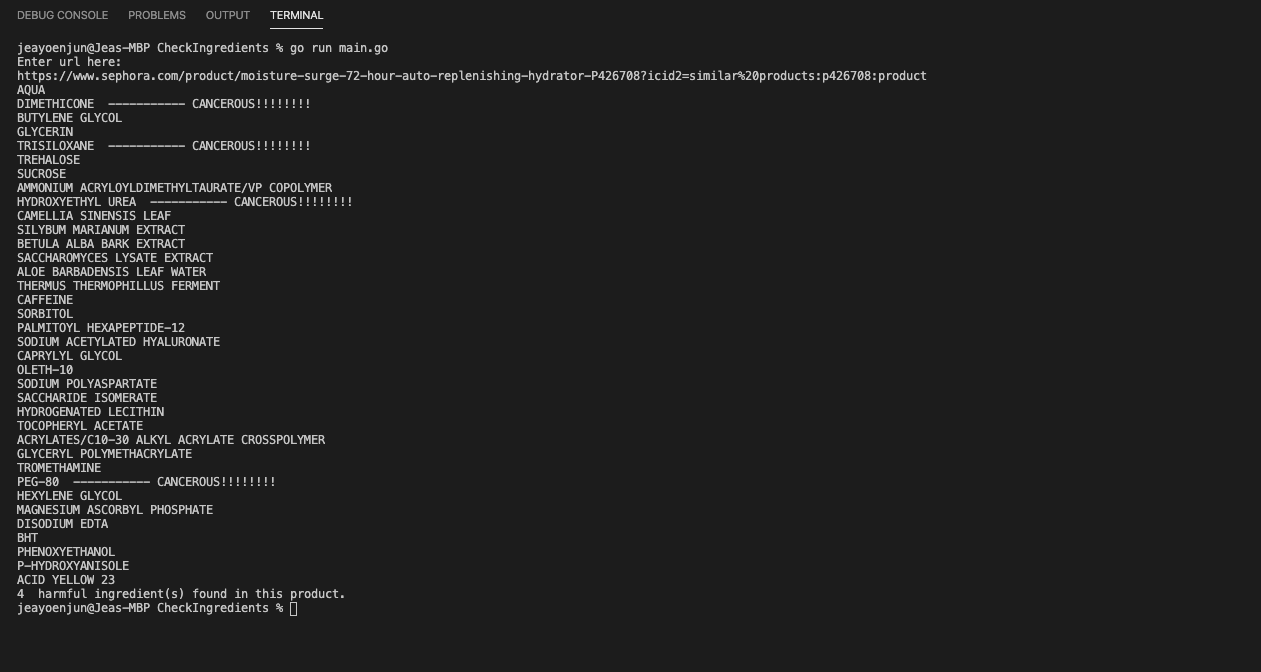 DEBUG CONSOLE PROBLEMS OUTPUT TERMINAL
jeayoenjun@Jeas-MBP CheckIngredients % go run main.go
Enter url here:
https://www.sephora.com/product/moisture-surge-72-hour-auto-replenishing-hydrator-P426708?icid2=similar%20products:p426708:product
AQUA
DIMETHICONE  ----------- CANCEROUS!!!!!!!!
BUTYLENE GLYCOL
GLYCERIN
TRISILOXANE  ----------- CANCEROUS!!!!!!!!
TREHALOSE
SUCROSE
AMMONIUM ACRYLOYLDIMETHYLTAURATE/VP COPOLYMER
HYDROXYETHYL UREA  ----------- CANCEROUS!!!!!!!!
CAMELLIA SINENSIS LEAF
SILYBUM MARIANUM EXTRACT
BETULA ALBA BARK EXTRACT
SACCHAROMYCES LYSATE EXTRACT
ALOE BARBADENSIS LEAF WATER
THERMUS THERMOPHILLUS FERMENT
CAFFEINE
SORBITOL
PALMITOYL HEXAPEPTIDE-12
SODIUM ACETYLATED HYALURONATE
CAPRYLYL GLYCOL
OLETH-10
SODIUM POLYASPARTATE
SACCHARIDE ISOMERATE
HYDROGENATED LECITHIN
TOCOPHERYL ACETATE
ACRYLATES/C10-30 ALKYL ACRYLATE CROSSPOLYMER
GLYCERYL POLYMETHACRYLATE
TROMETHAMINE
PEG-80  ----------- CANCEROUS!!!!!!!!
HEXYLENE GLYCOL
MAGNESIUM ASCORBYL PHOSPHATE
DISODIUM EDTA
BHT
PHENOXYETHANOL
P-HYDROXYANISOLE
ACID YELLOW 23
4  harmful ingredient(s) found in this product.
jeayoenjun@Jeas-MBP CheckIngredients %